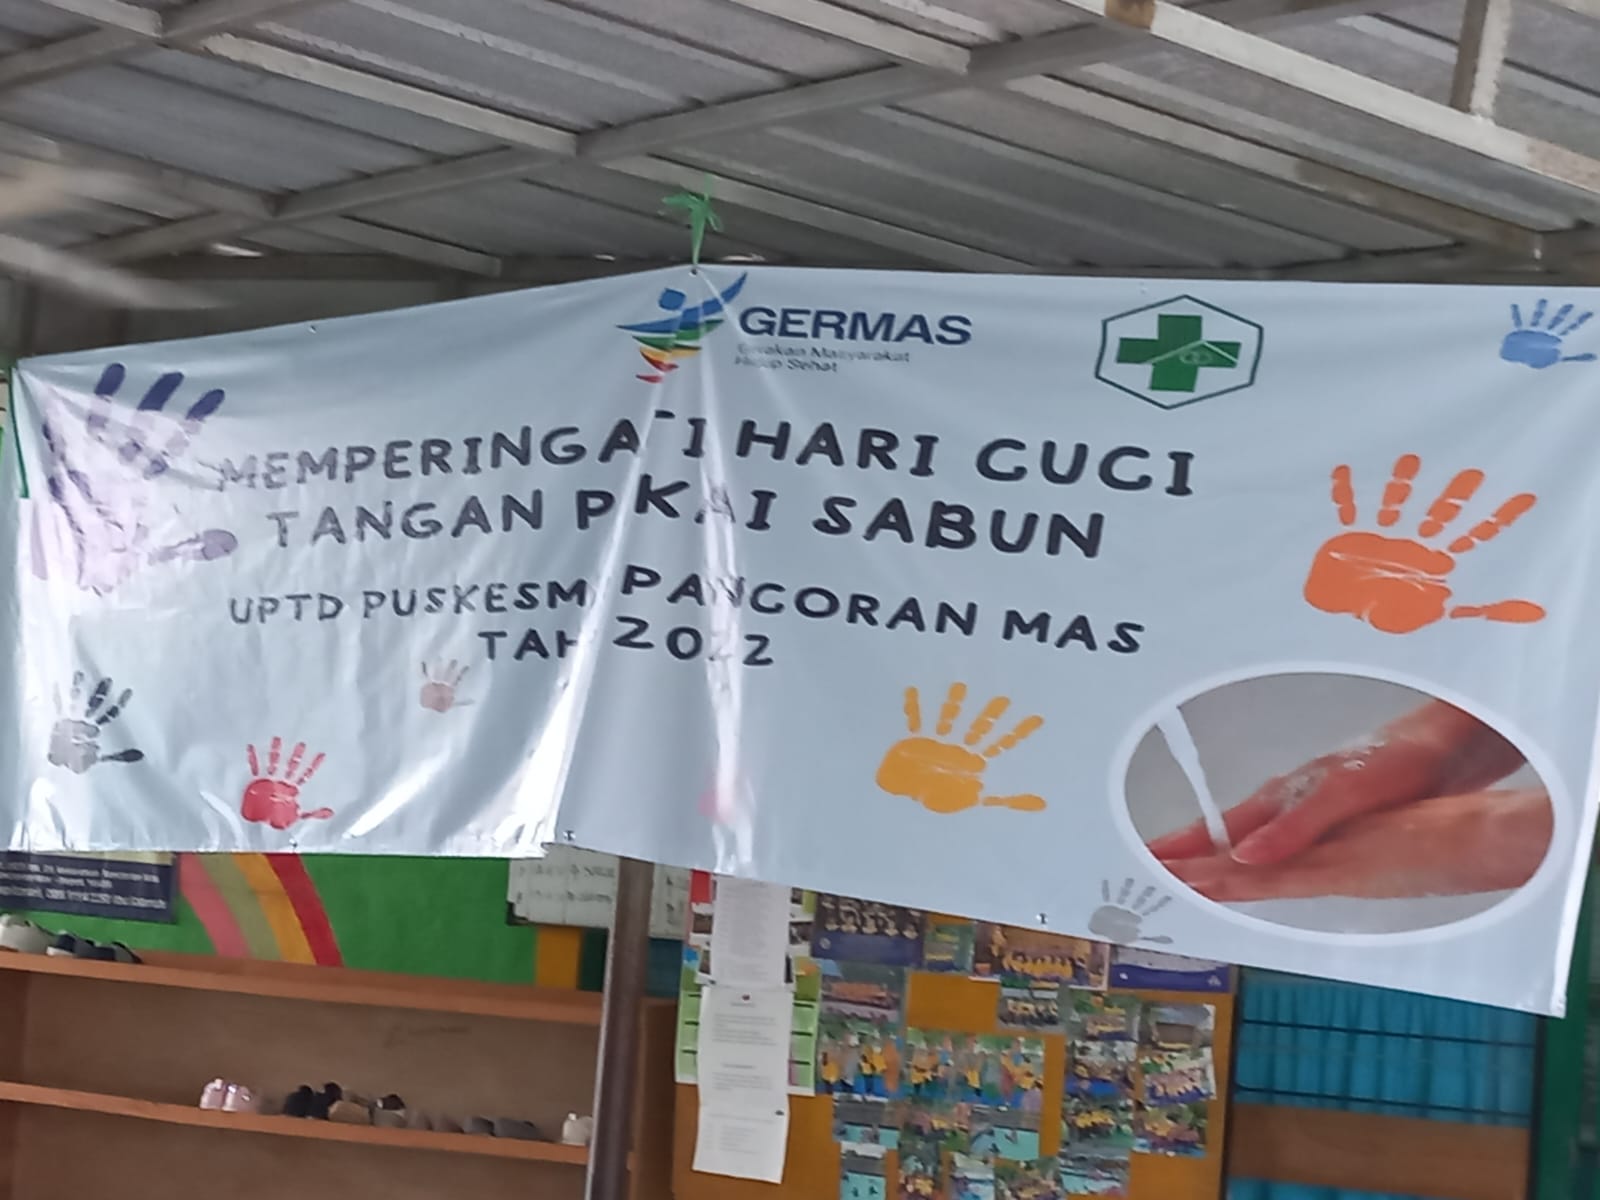 GERMAS
Gerakan Masyarakat
Hidup Sehat
MEMPERINGATI HARI CUCI
TANGAN PKAI SABUN
UPTD PUSKESM PANCORAN MAS
TAH 2022